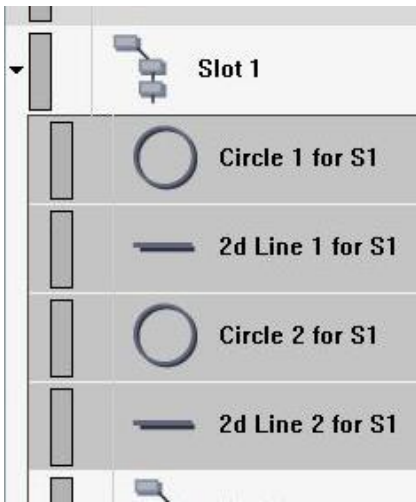 Slot 1
Circle 1 for S1
2d Line 1 for S1
Circle 2 for S1
2d Line 2 for S1